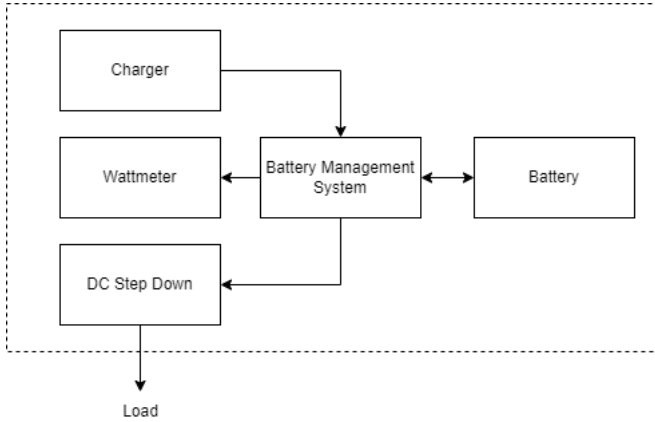 Charger
Wattmeter
Battery Management
System
Battery
DC Step Down
Load